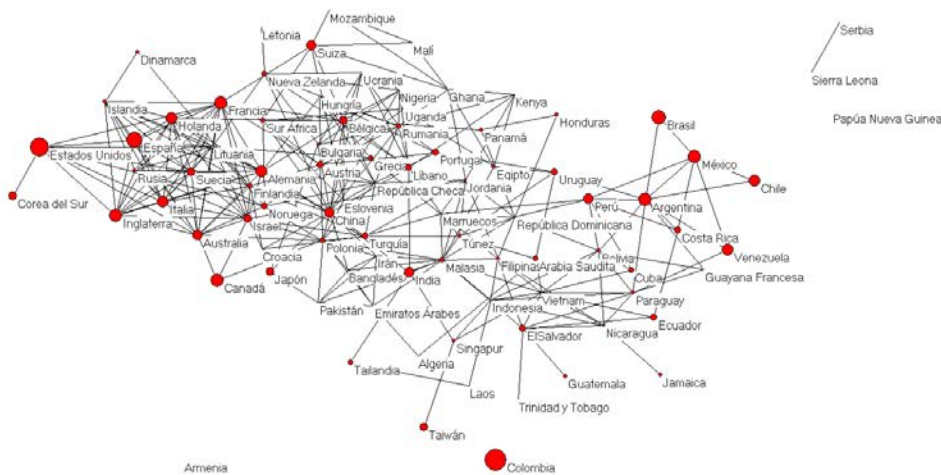 Mozambique
Serbia
Letonia
Suiza
Malí
Dinamarca
Sierra Leona
Nueva Zelanda
Ucrania
Ghana
Nigeria
Kenya
Islandia
Francia
Hungría
Uganda
Honduras
Holanda
Sur África
Bélgica
Rumania
Panamá
Brasil
Papúa Nueva Guinea
España
Estados Unidos
Lituania
Bulgaria
Grecia
Portugal
México
Rusia
Suecia
Alemania
Austria
Líbano
Egipto
Uruguay
Chile
Finlandia
República Checa
Jordania
Corea del Sur
Italia
Noruega
Eslovenia
Perú
Argentina
Inglaterra
Israel
China
Marruecos
República Dominicana
Australia
Polonia
Turquía
Túnez
Costa Rica
Croacia
Irán
Malasia
Filipinas
Arabia Saudita
Bolivia
Venezuela
Canadá
Japón
Bangladés
India
Cuba
Guayana Francesa
Pakistán
Emiratos Árabes
Indonesia
Vietnam
Paraguay
ElSalvador
Nicaragua
Ecuador
Singapur
Algeria
Tailandia
Laos
Guatemala
Jamaica
Trinidad y Tobago
Taiwán
Armenia
Colombia